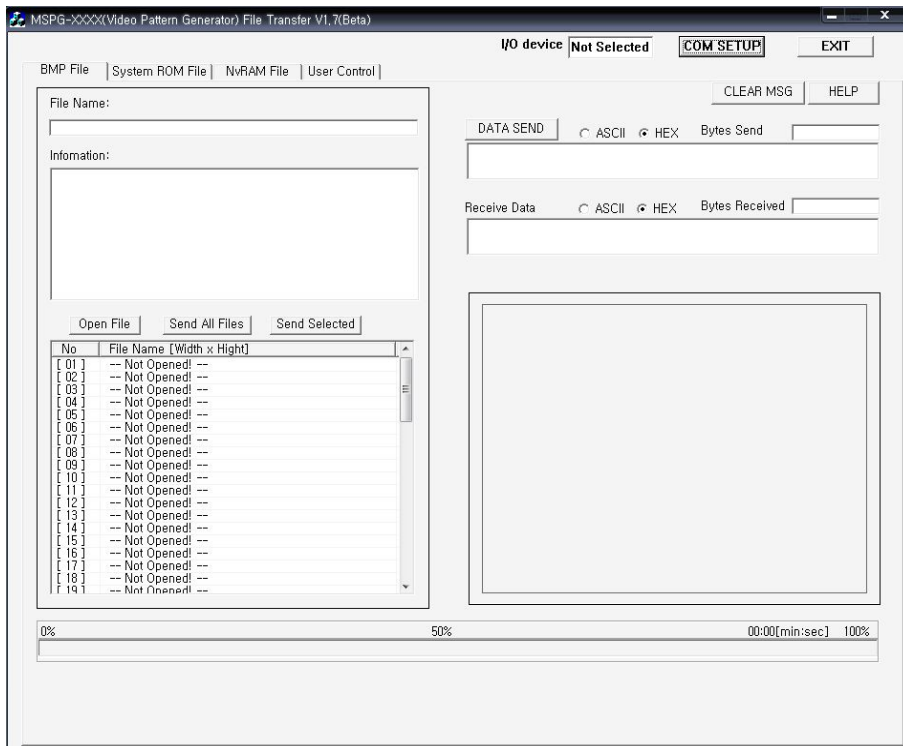 MSPG-XXXX(Video Pattern Generator) File Transfer V1,7(Beta)
I/O device Not Selected COM SETUP EXIT
BMP File System ROM File NvRAM File User Control
CLEAR MSG HELP
File Name:
DATA SEND ASCII HEX Bytes Send
Infomation:
Receive Data ASCII HEX Bytes Received
Open File Send All Files Send Selected
No File Name [Width x Hight]
[ 01 ] -- Not Opened! --
[ 02 ] -- Not Opened! --
[ 03 ] -- Not Opened! --
[ 04 ] -- Not Opened! --
[ 05 ] -- Not Opened! --
[ 06 ] -- Not Opened! --
[ 07 ] -- Not Opened! --
[ 08 ] -- Not Opened! --
[ 09 ] -- Not Opened! --
[ 10 ] -- Not Opened! --
[ 11 ] -- Not Opened! --
[ 12 ] -- Not Opened! --
[ 13 ] -- Not Opened! --
[ 14 ] -- Not Opened! --
[ 15 ] -- Not Opened! --
[ 16 ] -- Not Opened! --
[ 17 ] -- Not Opened! --
[ 18 ] -- Not Opened! --
[ 19 ] -- Not Opened! --
0% 50% 00:00[min:sec] 100%